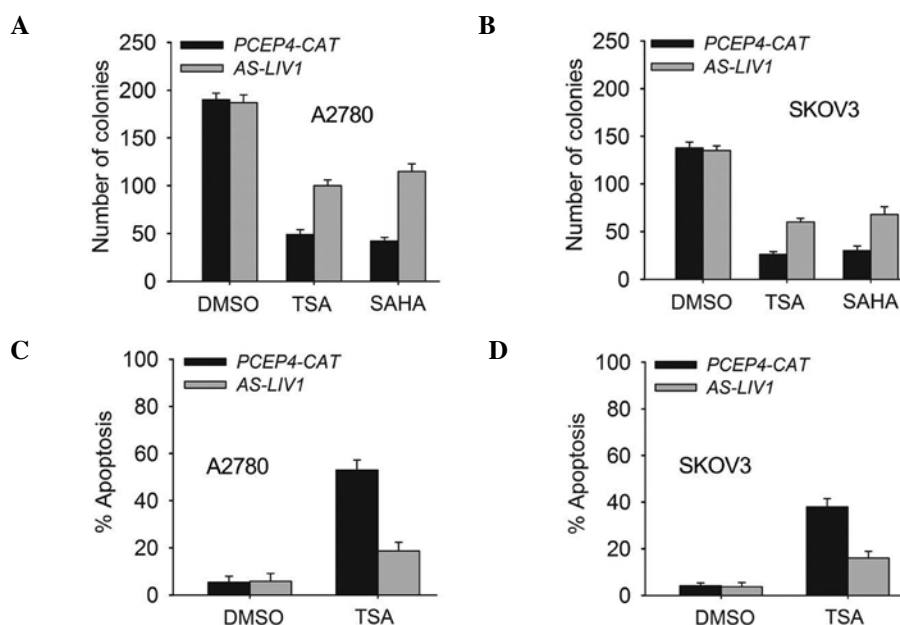 A
250
200
150
100
50
0
Number of colonies
PCEP4-CAT
AS-LIV1
A2780
DMSO TSA SAHA
B
250
200
150
100
50
0
Number of colonies
PCEP4-CAT
AS-LIV1
SKOV3
DMSO TSA SAHA
C
100
80
60
40
20
0
% Apoptosis
PCEP4-CAT
AS-LIV1
A2780
DMSO TSA
D
100
80
60
40
20
0
% Apoptosis
PCEP4-CAT
AS-LIV1
SKOV3
DMSO TSA